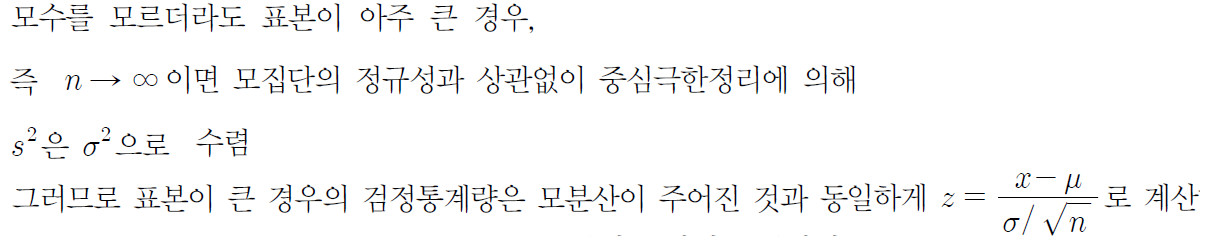 모수를 모르더라도 표본이 아주 큰 경우,
즉 n → ∞ 이면 모집단의 정규성과 상관없이 중심극한정리에 의해
s²은 σ²으로 수렴
그러므로 표본이 큰 경우의 검정통계량은 모분산이 주어진 것과 동일하게 z = (x − μ) / (σ/√n) 로 계산